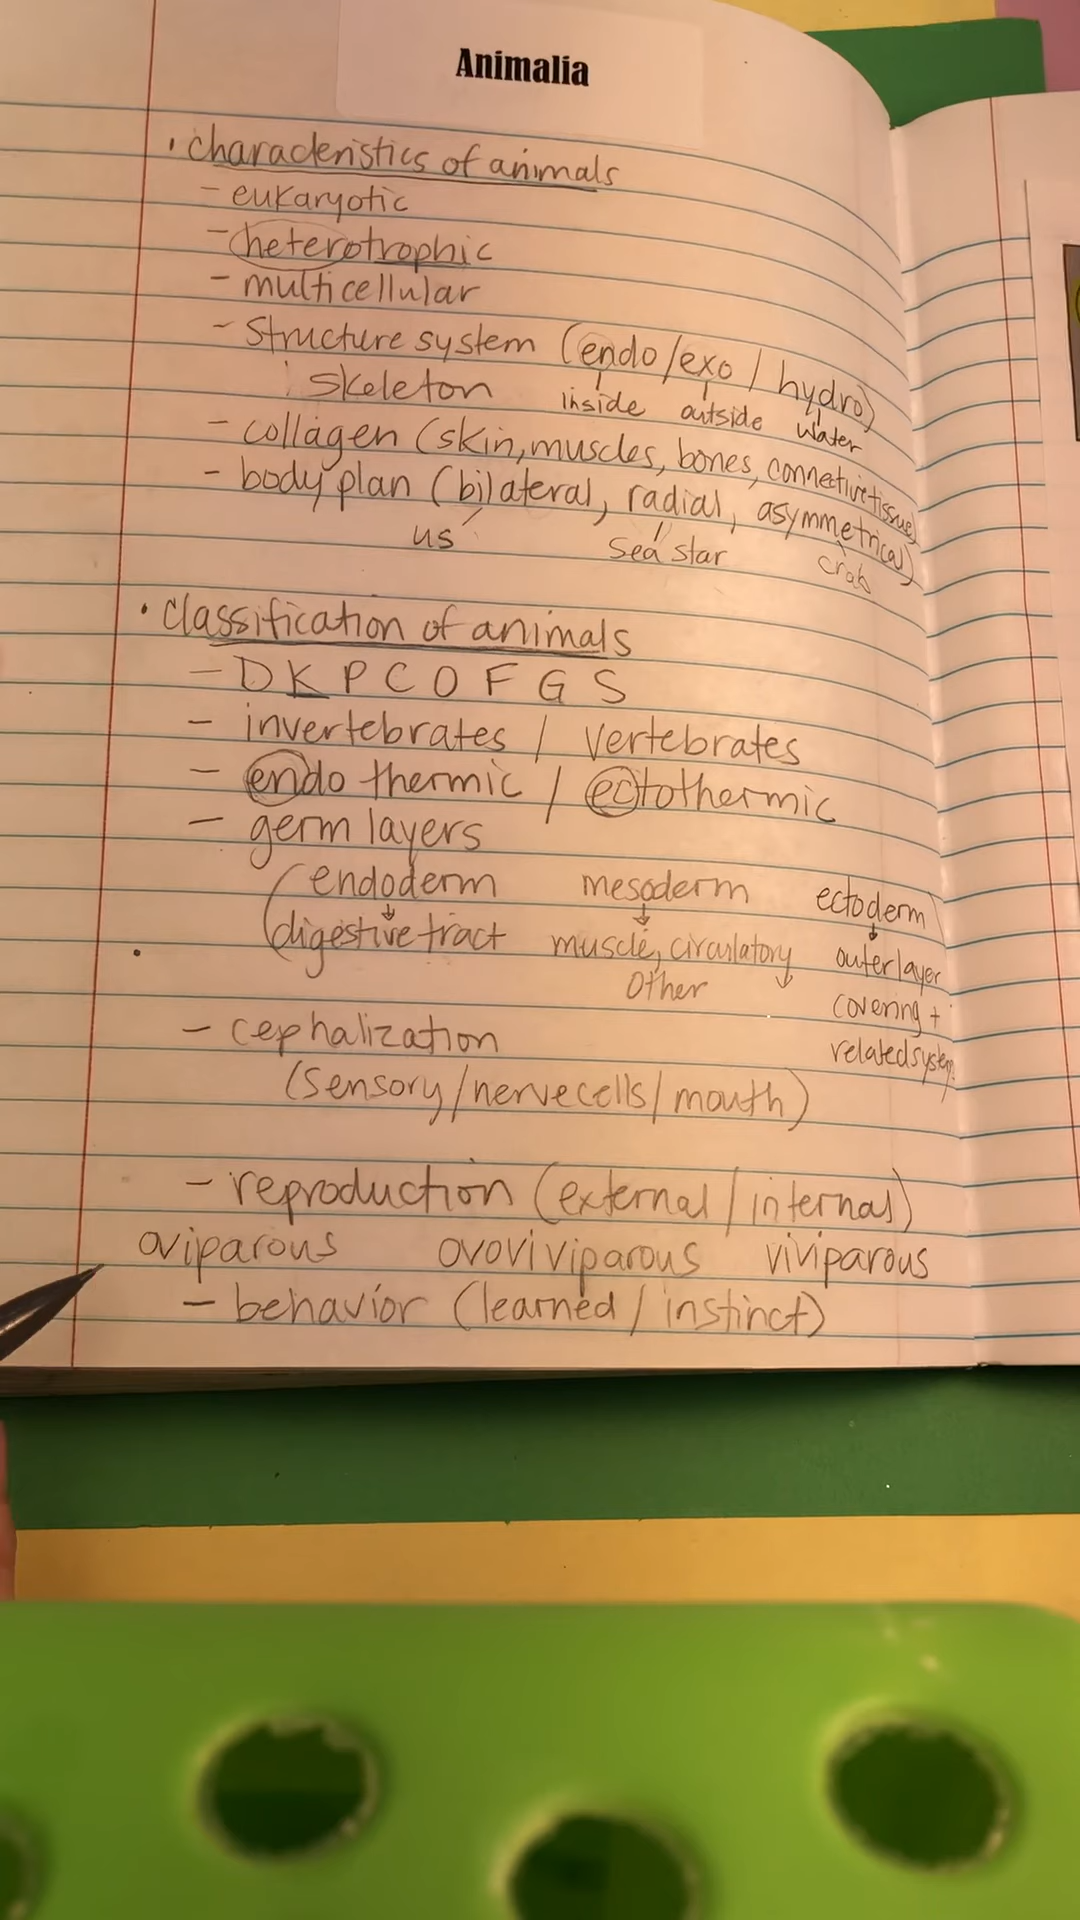 Animalia
• characteristics of animals
- eukaryotic
- heterotrophic
- multicellular
- structure system (endo/exo/hydro)
skeleton inside outside water
- collagen (skin, muscles, bones, connective tissue)
- body plan (bilateral, radial, asymmetrical)
us sea star crab
• classification of animals
- D K P C O F G S
- invertebrates / vertebrates
- endothermic / ectothermic
- germ layers
endoderm mesoderm ectoderm
(digestive tract muscle, circulatory outer layer
other covering +
- cephalization related system
(sensory/nerve cells/mouth)
- reproduction (external/internal)
oviparous ovoviviparous viviparous
- behavior (learned/instinct)